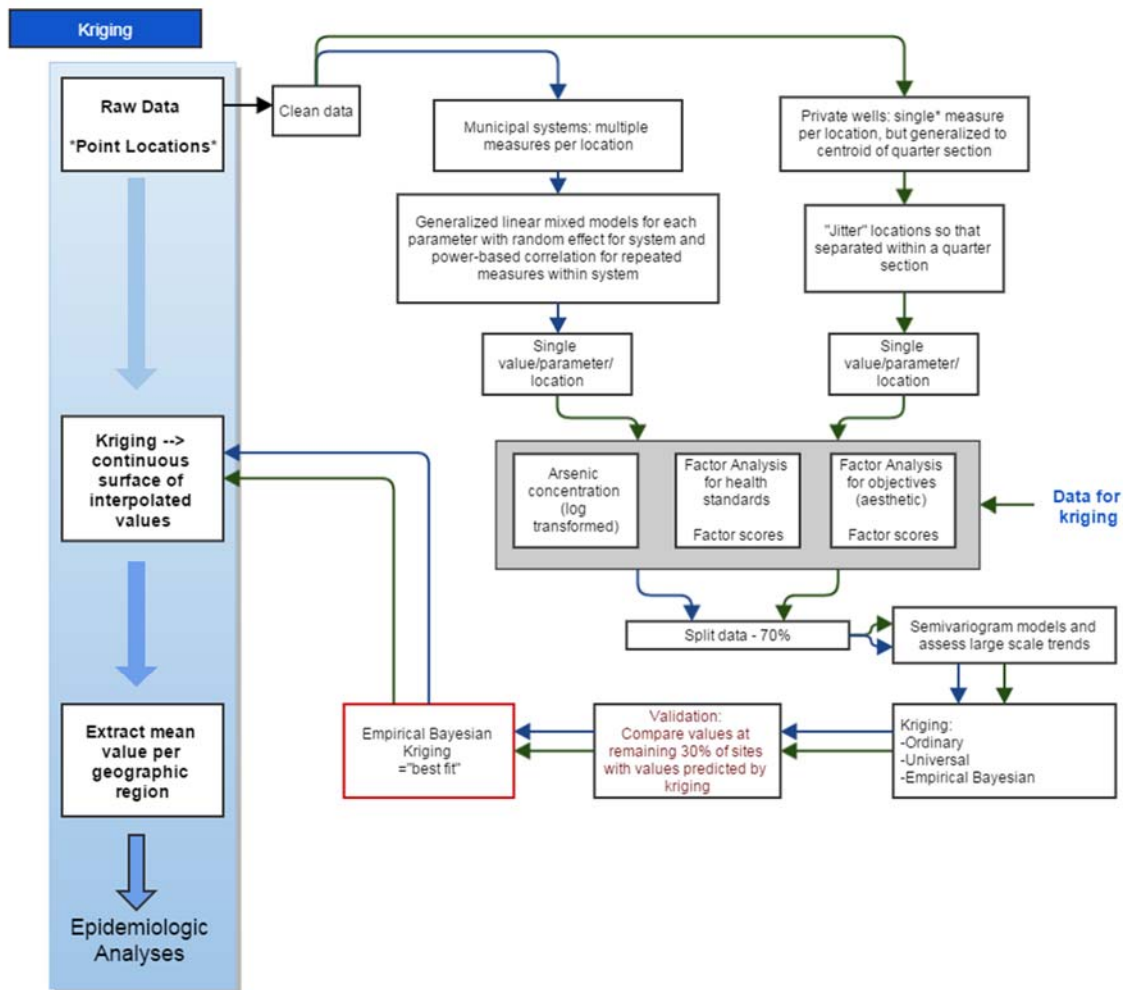 Kriging
Raw Data
*Point Locations*
Clean data
Municipal systems: multiple
measures per location
Private wells: single* measure
per location, but generalized to
centroid of quarter section
Generalized linear mixed models for each
parameter with random effect for system and
power-based correlation for repeated
measures within system
"Jitter" locations so that
separated within a quarter
section
Single
value/parameter/
location
Single
value/parameter/
location
Kriging -->
continuous
surface of
interpolated
values
Arsenic
concentration
(log
transformed)
Factor Analysis
for health
standards
Factor scores
Factor Analysis
for objectives
(aesthetic)
Factor scores
Data for
kriging
Split data - 70%
Semivariogram models and
assess large scale trends
Extract mean
value per
geographic
region
Empirical Bayesian
Kriging
="best fit"
Validation:
Compare values at
remaining 30% of sites
with values predicted by
kriging
Kriging:
-Ordinary
-Universal
-Empirical Bayesian
Epidemiologic
Analyses